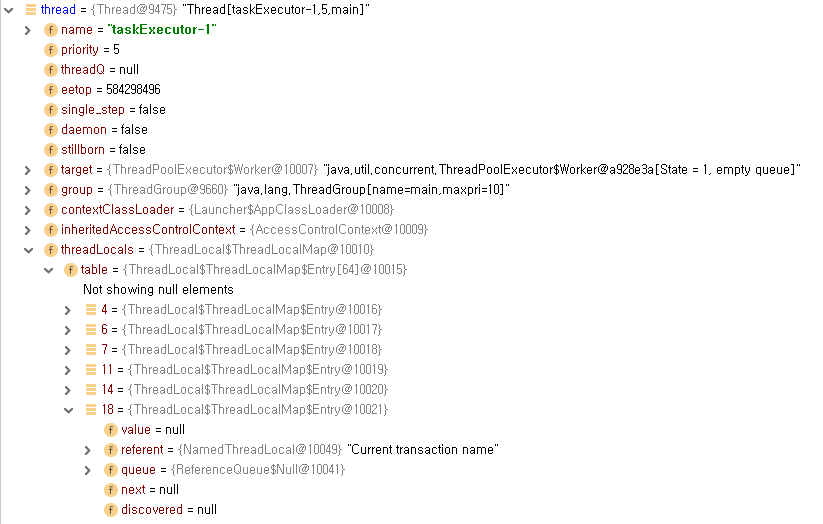 thread = {Thread@9475} "Thread[taskExecutor-1,5,main]"
f name = "taskExecutor-1"
f priority = 5
f threadQ = null
f eetop = 584298496
f single_step = false
f daemon = false
f stillborn = false
f target = {ThreadPoolExecutor$Worker@10007} "java.util.concurrent.ThreadPoolExecutor$Worker@a928e3a[State = 1, empty queue]"
f group = {ThreadGroup@9660} "java.lang.ThreadGroup[name=main,maxpri=10]"
f contextClassLoader = {Launcher$AppClassLoader@10008}
f inheritedAccessControlContext = {AccessControlContext@10009}
f threadLocals = {ThreadLocal$ThreadLocalMap@10010}
f table = {ThreadLocal$ThreadLocalMap$Entry[64]@10015}
Not showing null elements
4 = {ThreadLocal$ThreadLocalMap$Entry@10016}
6 = {ThreadLocal$ThreadLocalMap$Entry@10017}
7 = {ThreadLocal$ThreadLocalMap$Entry@10018}
11 = {ThreadLocal$ThreadLocalMap$Entry@10019}
14 = {ThreadLocal$ThreadLocalMap$Entry@10020}
18 = {ThreadLocal$ThreadLocalMap$Entry@10021}
f value = null
f referent = {NamedThreadLocal@10049} "Current transaction name"
f queue = {ReferenceQueue$Null@10041}
f next = null
f discovered = null